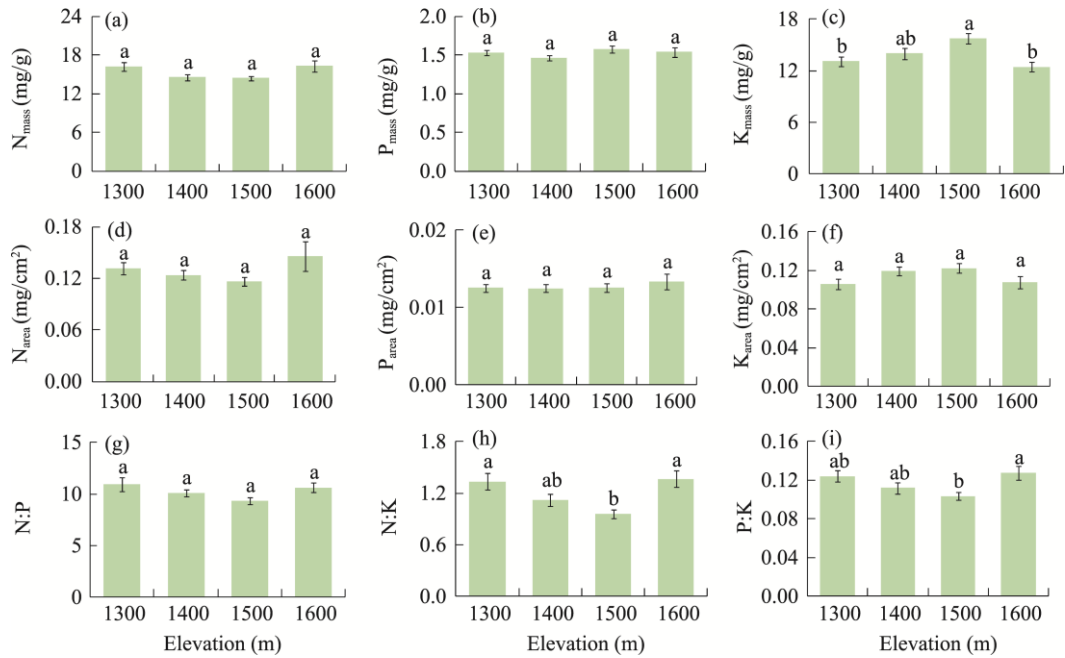 (a)
N_mass (mg/g)
24
18
12
6
0
a
a
a
a
1300
1400
1500
1600
(b)
P_mass (mg/g)
2.0
1.5
1.0
0.5
0.0
a
a
a
a
1300
1400
1500
1600
(c)
K_mass (mg/g)
18
12
6
0
b
ab
a
b
1300
1400
1500
1600
(d)
N_area (mg/cm²)
0.18
0.12
0.06
0.00
a
a
a
a
1300
1400
1500
1600
(e)
P_area (mg/cm²)
0.02
0.01
0.00
a
a
a
a
1300
1400
1500
1600
(f)
K_area (mg/cm²)
0.16
0.12
0.08
0.04
0.00
a
a
a
a
1300
1400
1500
1600
(g)
N:P
15
10
5
0
a
a
a
a
1300
1400
1500
1600
Elevation (m)
(h)
N:K
1.8
1.2
0.6
0.0
a
ab
b
a
1300
1400
1500
1600
Elevation (m)
(i)
P:K
0.16
0.12
0.08
0.04
0.00
ab
ab
b
a
1300
1400
1500
1600
Elevation (m)